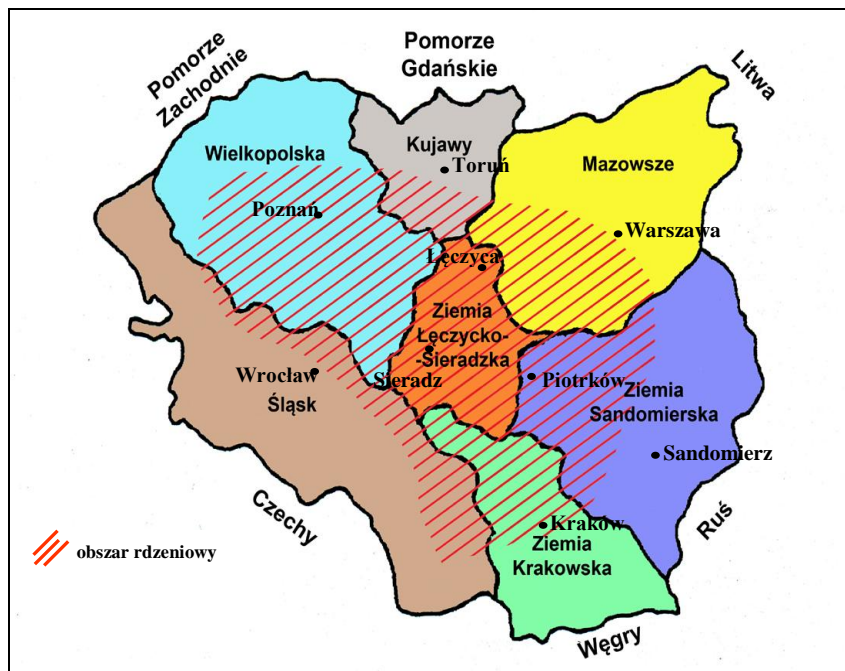 Pomorze
Zachodnie
Pomorze
Gdańskie
Litwa
Wielkopolska
Kujawy
Toruń
Mazowsze
Poznań
Warszawa
Łęczyca
Ziemia
Łęczycko-
-Sieradzka
Wrocław
Śląsk
Sieradz
Piotrków
Ziemia
Sandomierska
Sandomierz
Czechy
Kraków
Ziemia
Krakowska
Ruś
obszar rdzeniowy
Węgry